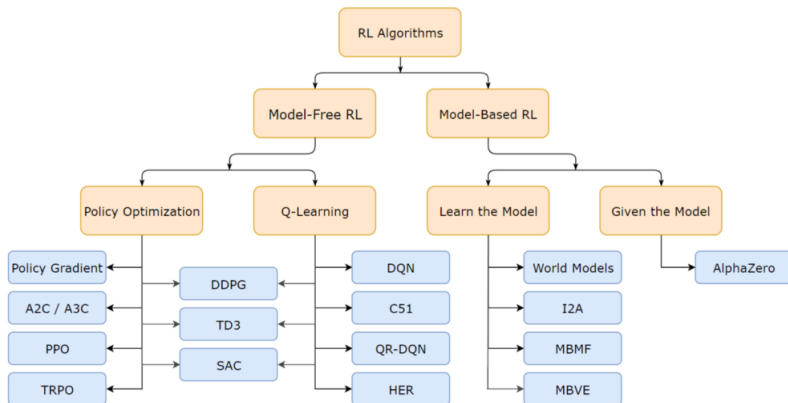 RL Algorithms
Model-Free RL
Model-Based RL
Policy Optimization
Q-Learning
Learn the Model
Given the Model
Policy Gradient
DQN
World Models
AlphaZero
DDPG
A2C / A3C
C51
I2A
TD3
PPO
QR-DQN
MBMF
SAC
TRPO
HER
MBVE